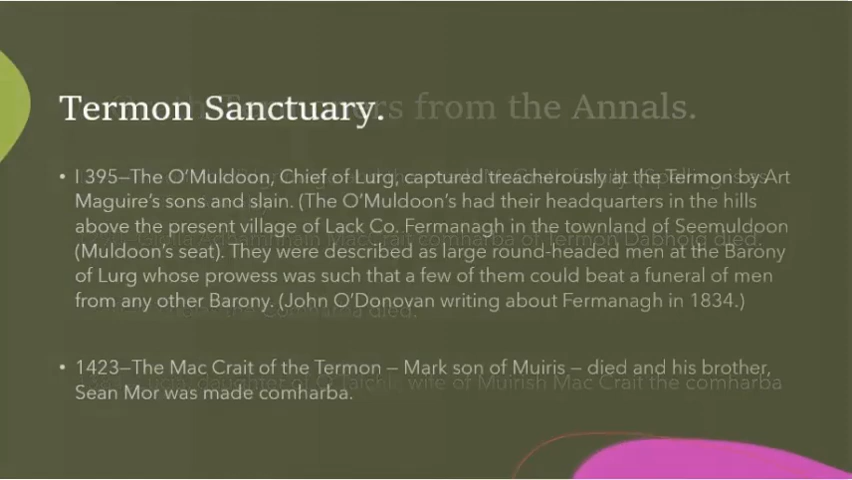 Termon Sanctuary.
from the Annals.
• 1395–The O'Muldoon, Chief of Lurg, captured treacherously at the Termon by Art
Maguire's sons and slain. (The O'Muldoon's had their headquarters in the hills
above the present village of Lack Co. Fermanagh in the townland of Seemuldoon
(Muldoon's seat). They were described as large round-headed men at the Barony
of Lurg whose prowess was such that a few of them could beat a funeral of men
from any other Barony. (John O'Donovan writing about Fermanagh in 1834.)
• 1423–The Mac Crait of the Termon – Mark son of Muiris – died and his brother,
Sean Mor was made comharba.